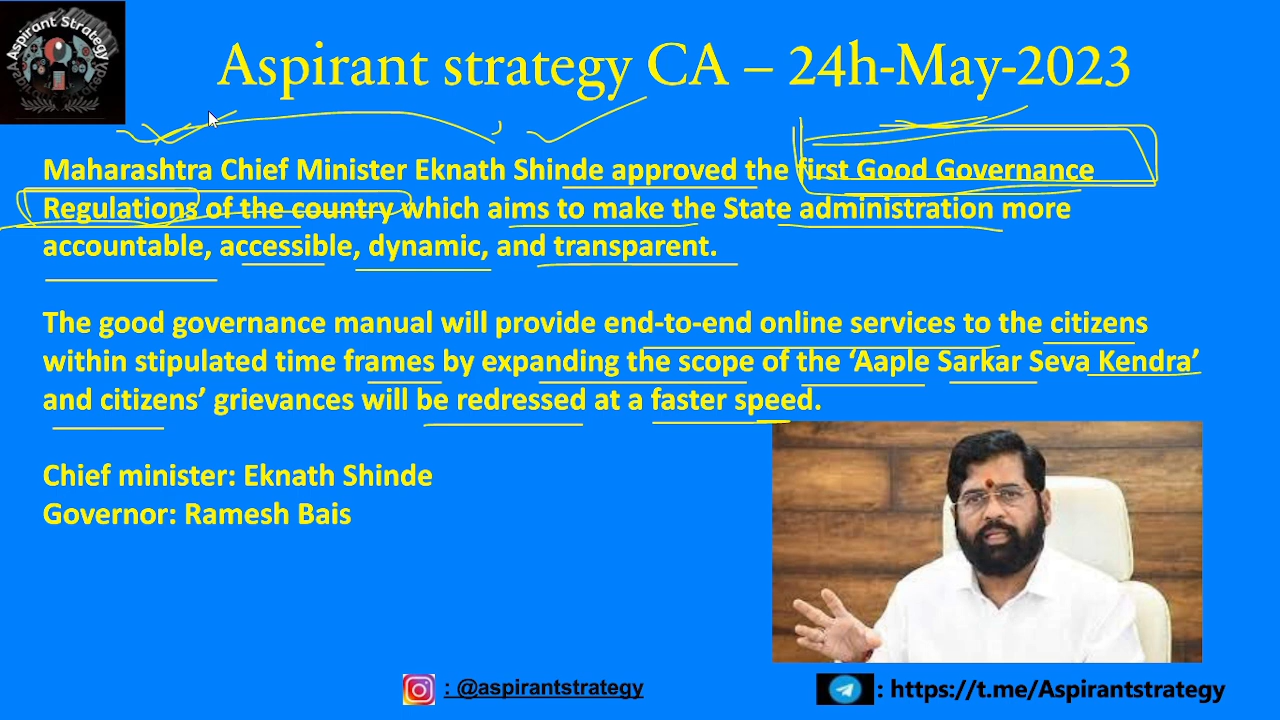 Aspirant Strategy
Aspirant strategy CA – 24h-May-2023
Maharashtra Chief Minister Eknath Shinde approved the first Good Governance
Regulations of the country which aims to make the State administration more
accountable, accessible, dynamic, and transparent.
The good governance manual will provide end-to-end online services to the citizens
within stipulated time frames by expanding the scope of the ‘Aaple Sarkar Seva Kendra’
and citizens’ grievances will be redressed at a faster speed.
Chief minister: Eknath Shinde
Governor: Ramesh Bais
: @aspirantstrategy
: https://t.me/Aspirantstrategy